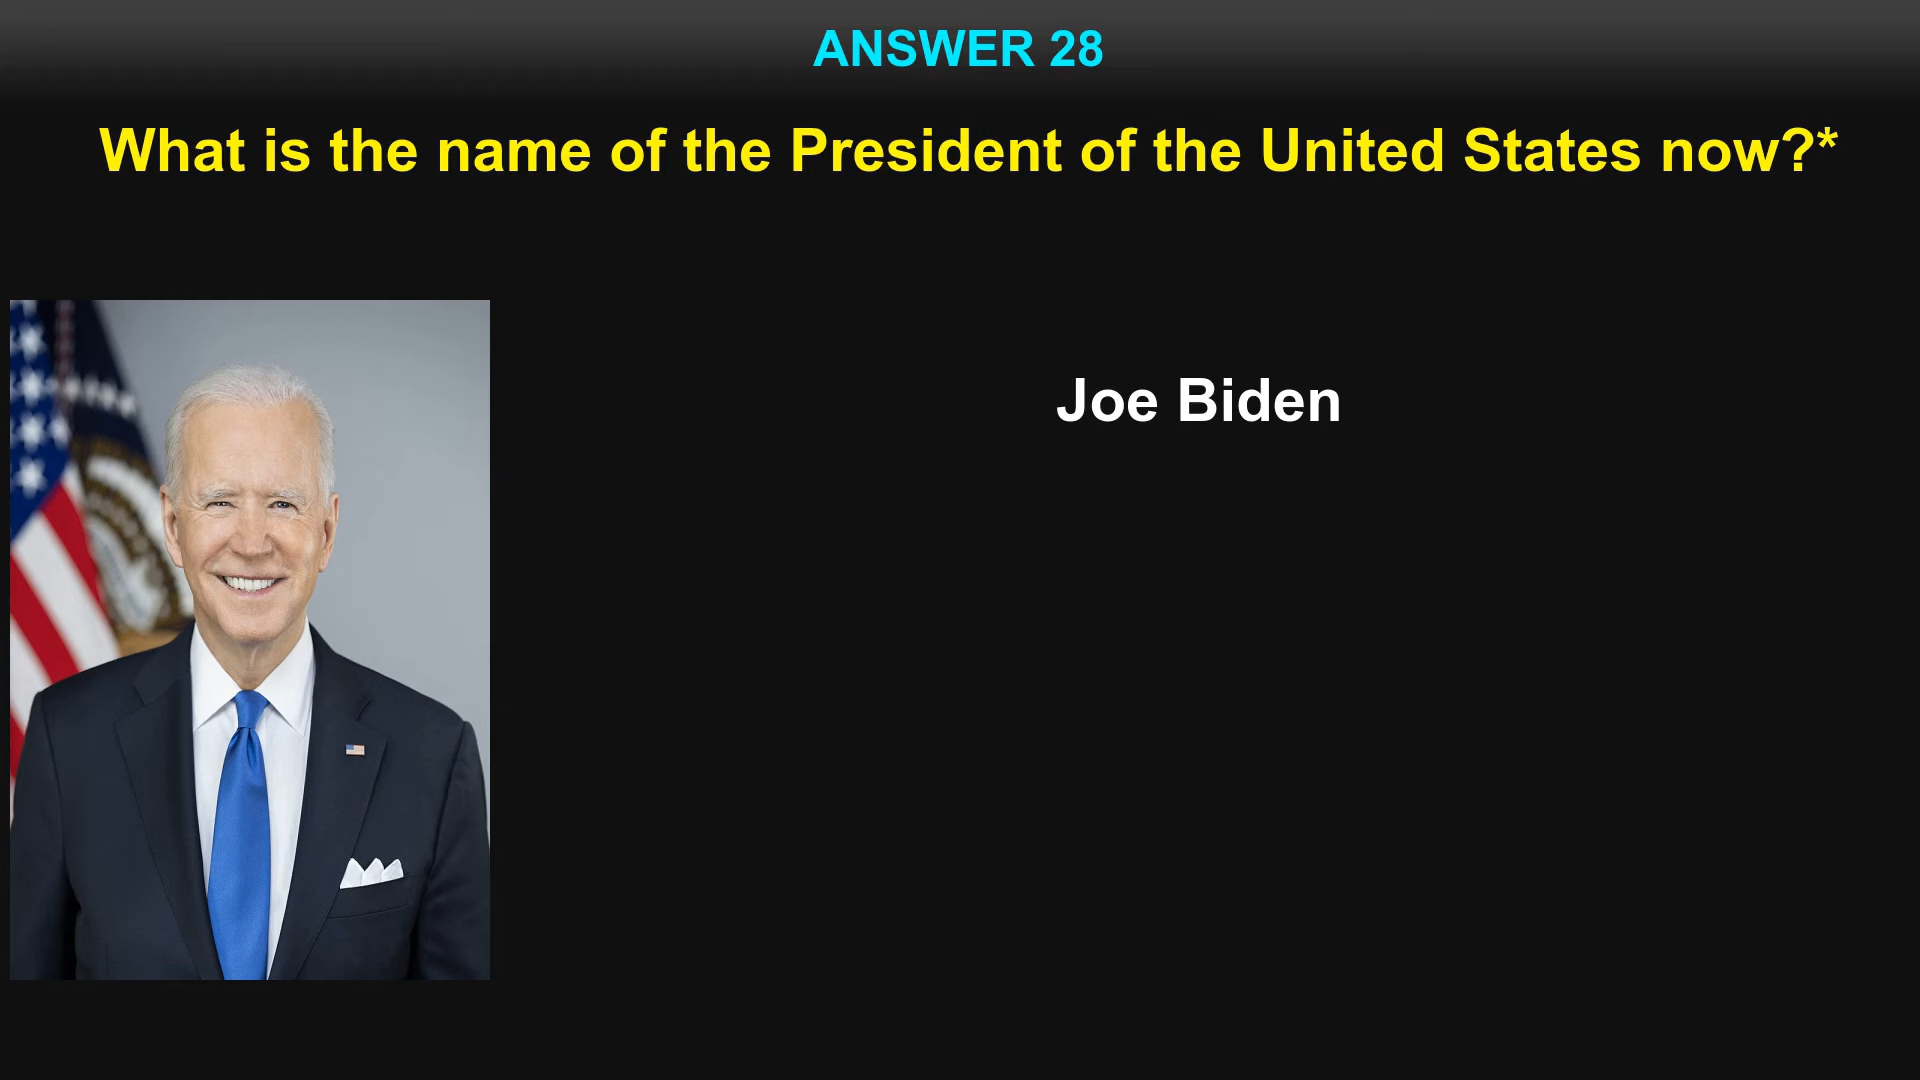 ANSWER 28
What is the name of the President of the United States now?*
Joe Biden